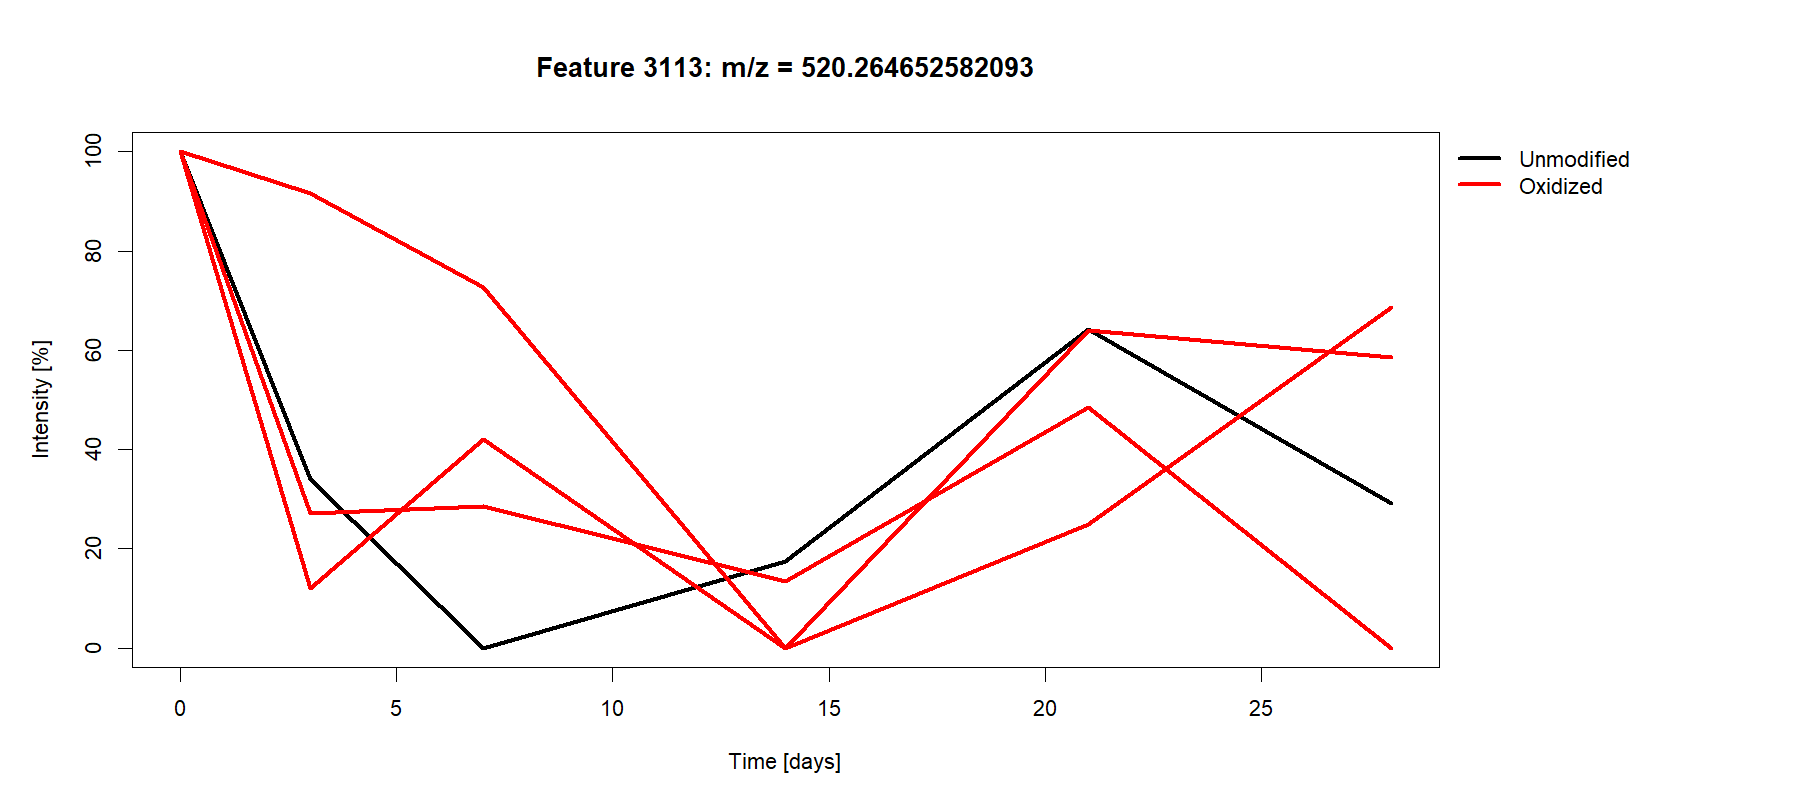 Feature 3113: m/z = 520.264652582093
Unmodified
Oxidized
Intensity [%]
100
80
60
40
20
0
0 5 10 15 20 25
Time [days]